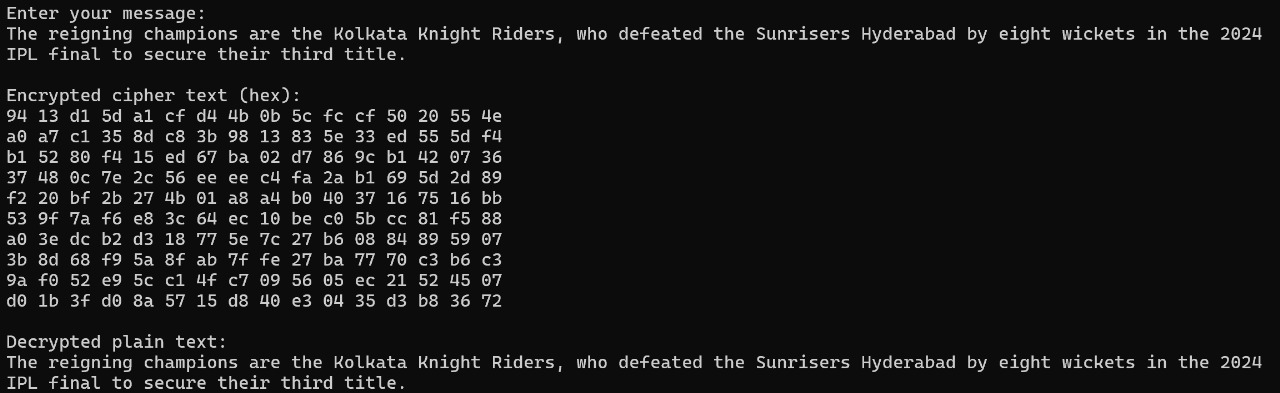 Enter your message:
The reigning champions are the Kolkata Knight Riders, who defeated the Sunrisers Hyderabad by eight wickets in the 2024
IPL final to secure their third title.
Encrypted cipher text (hex):
94 13 d1 5d a1 cf d4 4b 0b 5c fc cf 50 20 55 4e
a0 a7 c1 35 8d c8 3b 98 13 83 5e 33 ed 55 5d f4
b1 52 80 f4 15 ed 67 ba 02 d7 86 9c b1 42 07 36
37 48 0c 7e 2c 56 ee ee c4 fa 2a b1 69 5d 2d 89
f2 20 bf 2b 27 4b 01 a8 a4 b0 40 37 16 75 16 bb
53 9f 7a f6 e8 3c 64 ec 10 be c0 5b cc 81 f5 88
a0 3e dc b2 d3 18 77 5e 7c 27 b6 08 84 89 59 07
3b 8d 68 f9 5a 8f ab 7f fe 27 ba 77 70 c3 b6 c3
9a f0 52 e9 5c c1 4f c7 09 56 05 ec 21 52 45 07
d0 1b 3f d0 8a 57 15 d8 40 e3 04 35 d3 b8 36 72
Decrypted plain text:
The reigning champions are the Kolkata Knight Riders, who defeated the Sunrisers Hyderabad by eight wickets in the 2024
IPL final to secure their third title.